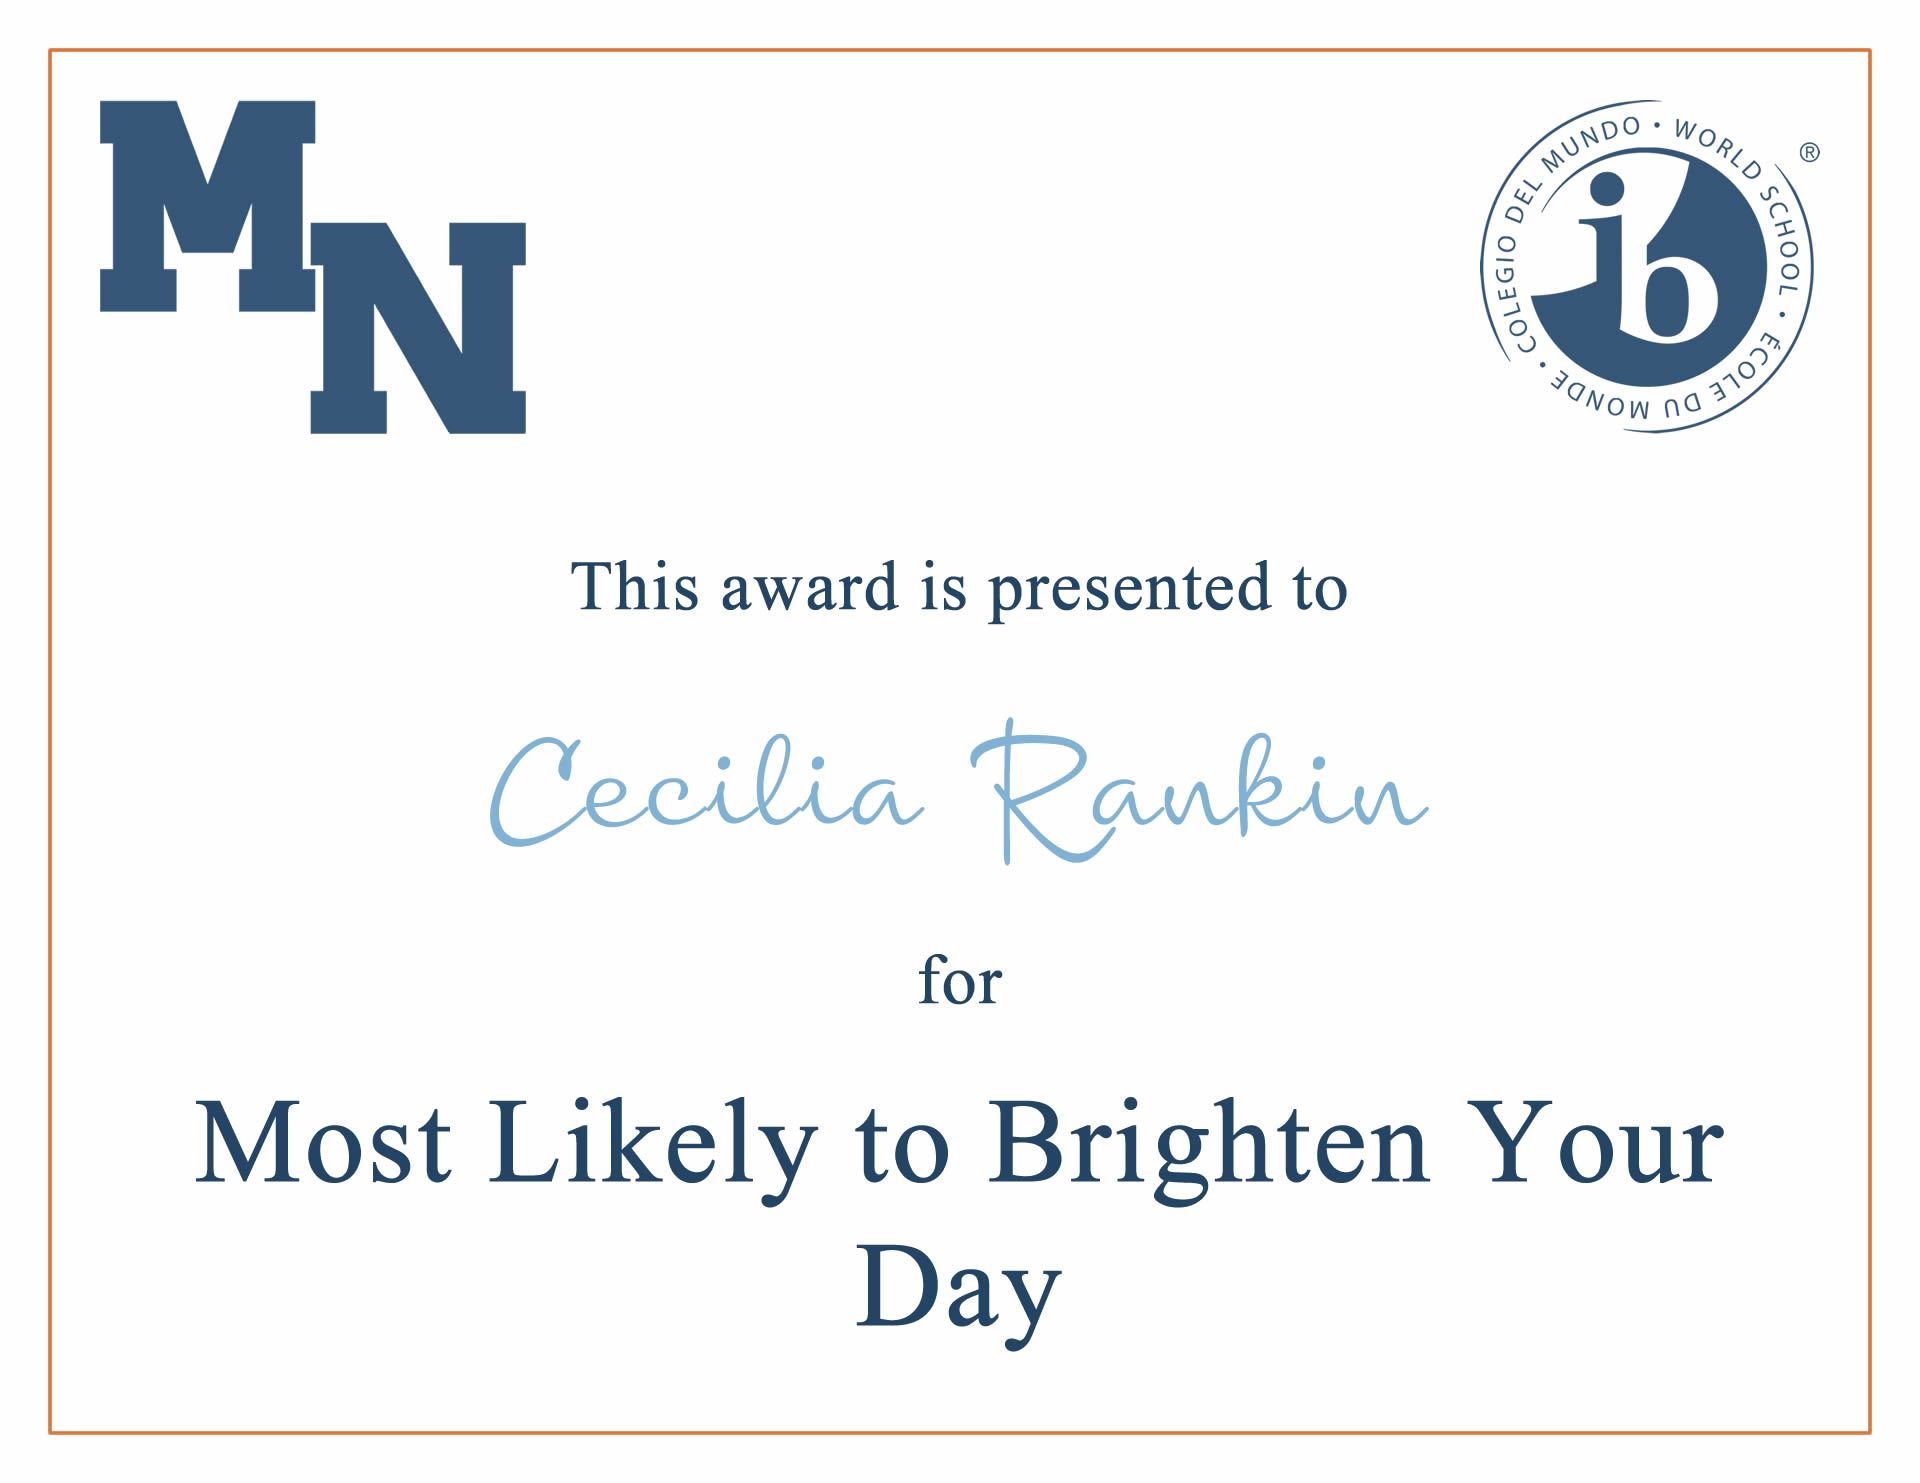 MN
COLEGIO DEL MUNDO • WORLD SCHOOL • ÉCOLE DU MONDE •
®
ib
This award is presented to
Cecilia Rankin
for
Most Likely to Brighten Your
Day